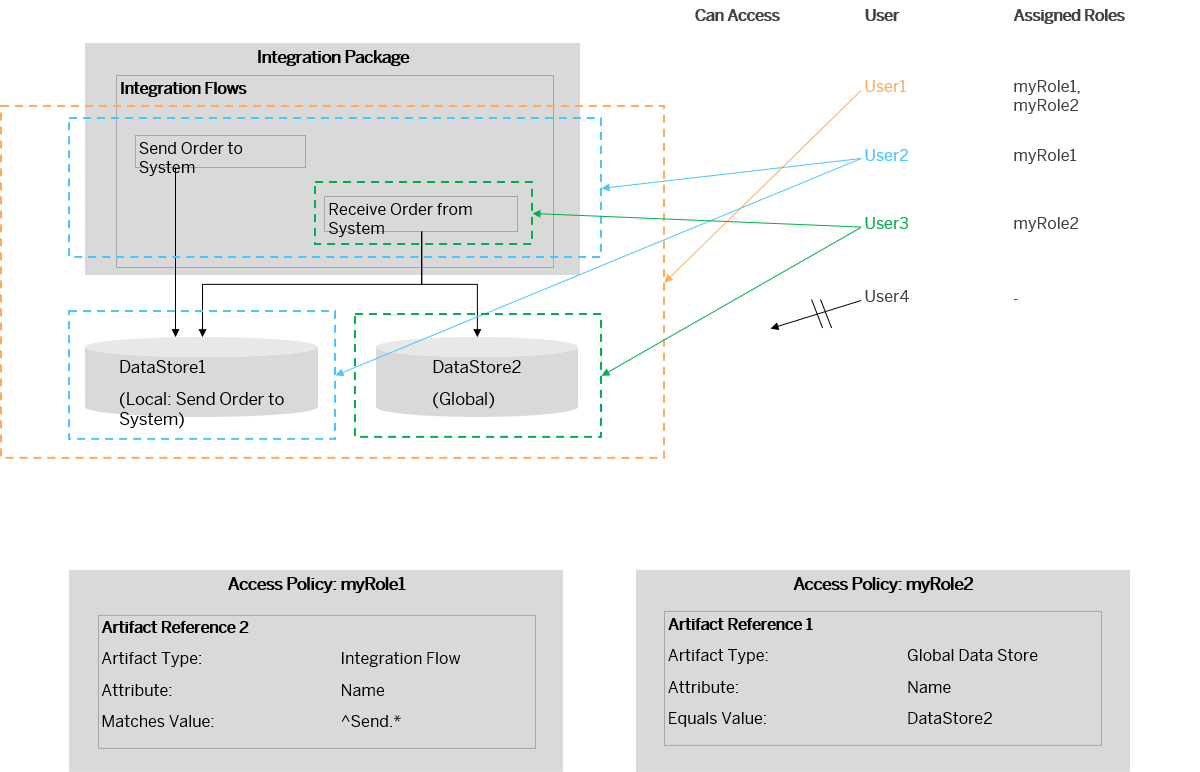 Can Access User Assigned Roles
Integration Package
Integration Flows
User1 myRole1,
myRole2
Send Order to
System
User2 myRole1
Receive Order from
System
User3 myRole2
User4 -
DataStore1
(Local: Send Order to
System)
DataStore2
(Global)
Access Policy: myRole1
Artifact Reference 2
Artifact Type: Integration Flow
Attribute: Name
Matches Value: ^Send.*
Access Policy: myRole2
Artifact Reference 1
Artifact Type: Global Data Store
Attribute: Name
Equals Value: DataStore2